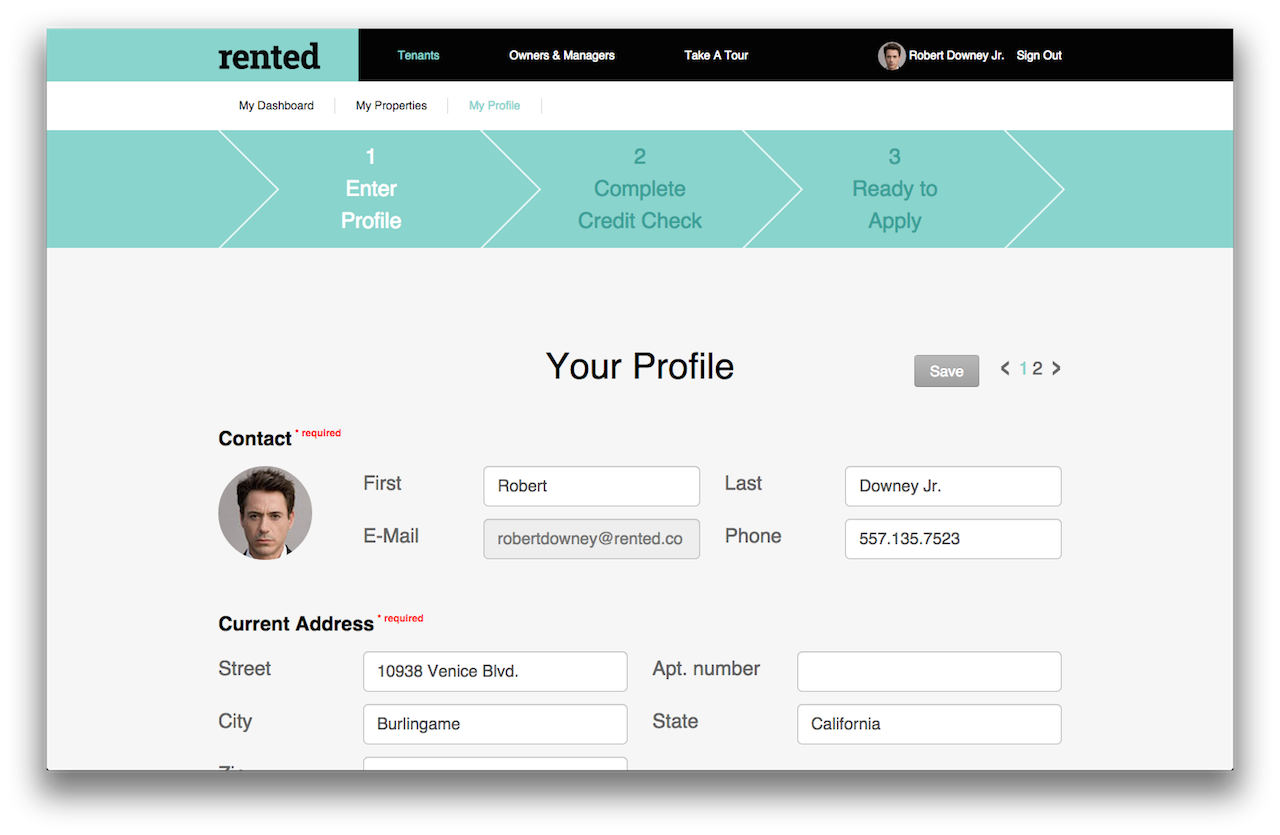 rented
Tenants Owners & Managers Take A Tour Robert Downey Jr. Sign Out
My Dashboard My Properties My Profile
1 2 3
Enter Complete Ready to
Profile Credit Check Apply
Your Profile
Save < 1 2 >
Contact * required
First Robert Last Downey Jr.
E-Mail robertdowney@rented.co Phone 557.135.7523
Current Address * required
Street 10938 Venice Blvd. Apt. number
City Burlingame State California